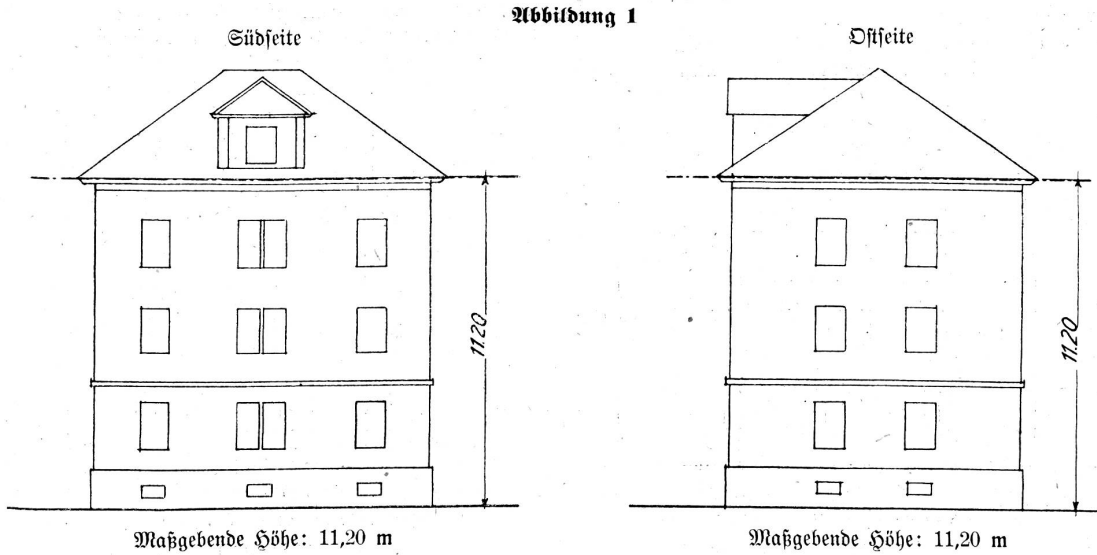 Abbildung 1
Südseite
Ostseite
11.20
11.20
Maßgebende Höhe: 11,20 m
Maßgebende Höhe: 11,20 m